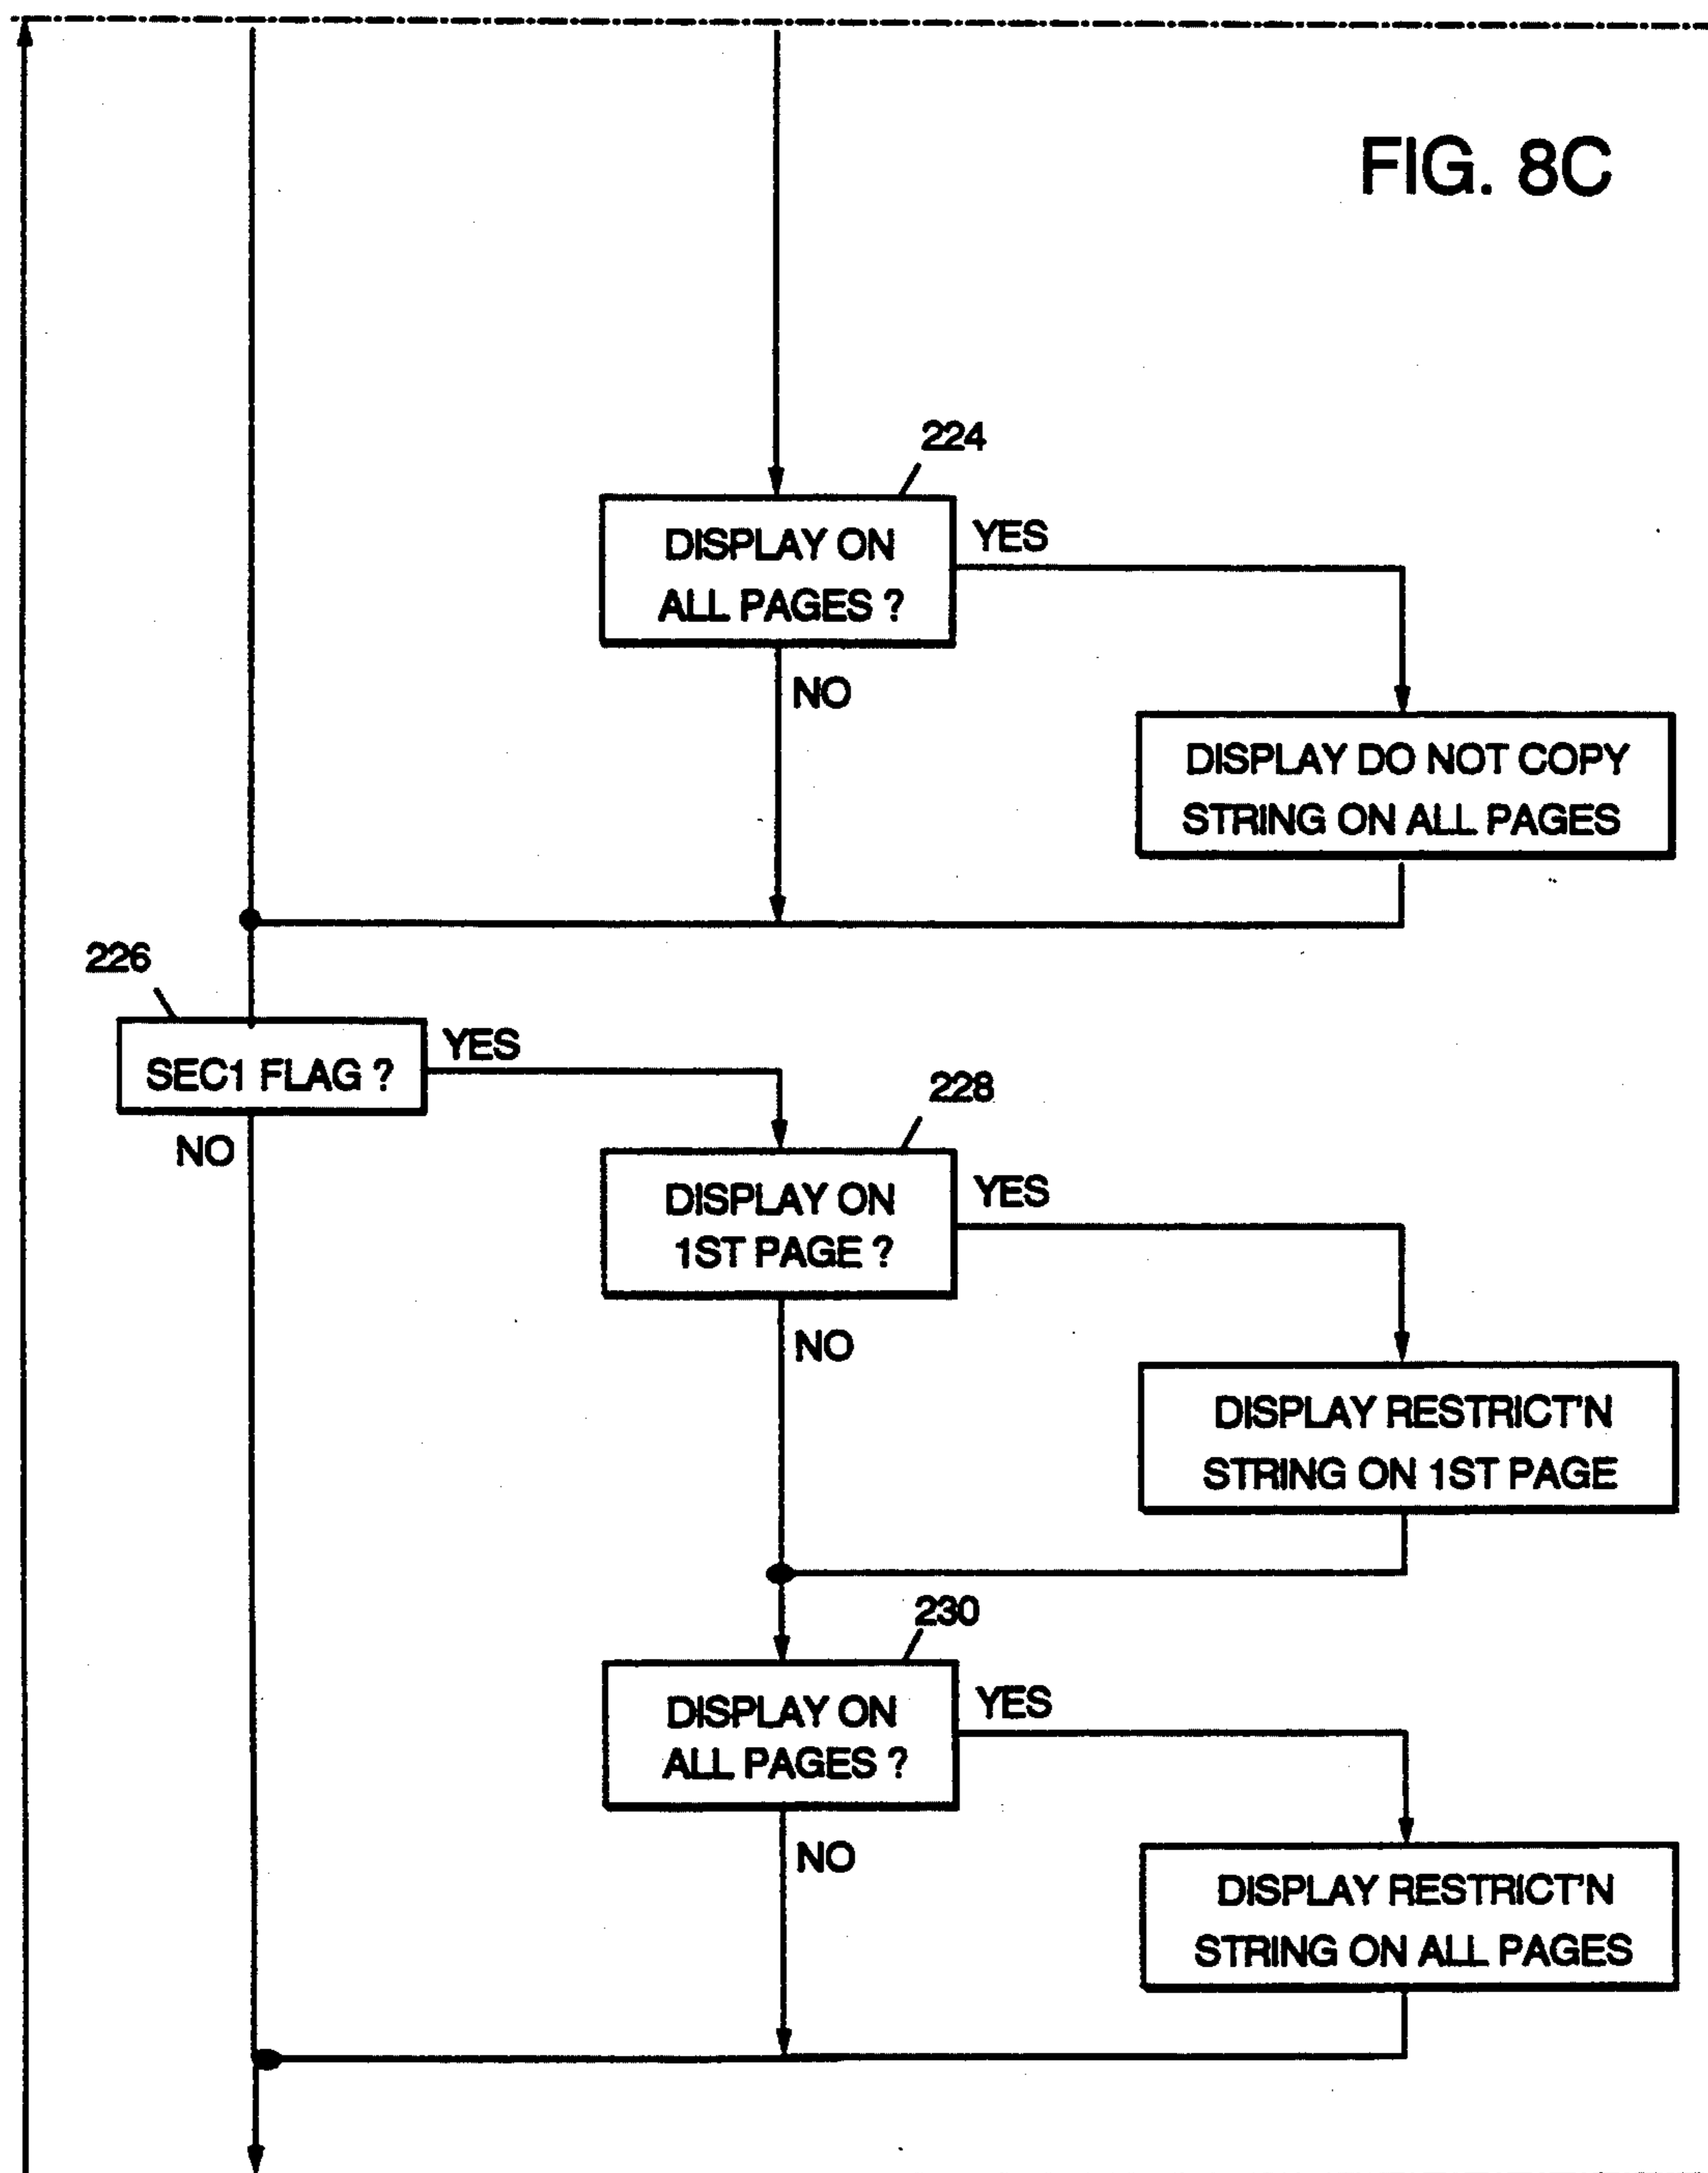 FIG. 8C
224
DISPLAY ON
ALL PAGES ?
YES
NO
DISPLAY DO NOT COPY
STRING ON ALL PAGES
226
SEC1 FLAG ?
YES
NO
228
DISPLAY ON
1ST PAGE ?
YES
NO
DISPLAY RESTRICT'N
STRING ON 1ST PAGE
230
DISPLAY ON
ALL PAGES ?
YES
NO
DISPLAY RESTRICT'N
STRING ON ALL PAGES